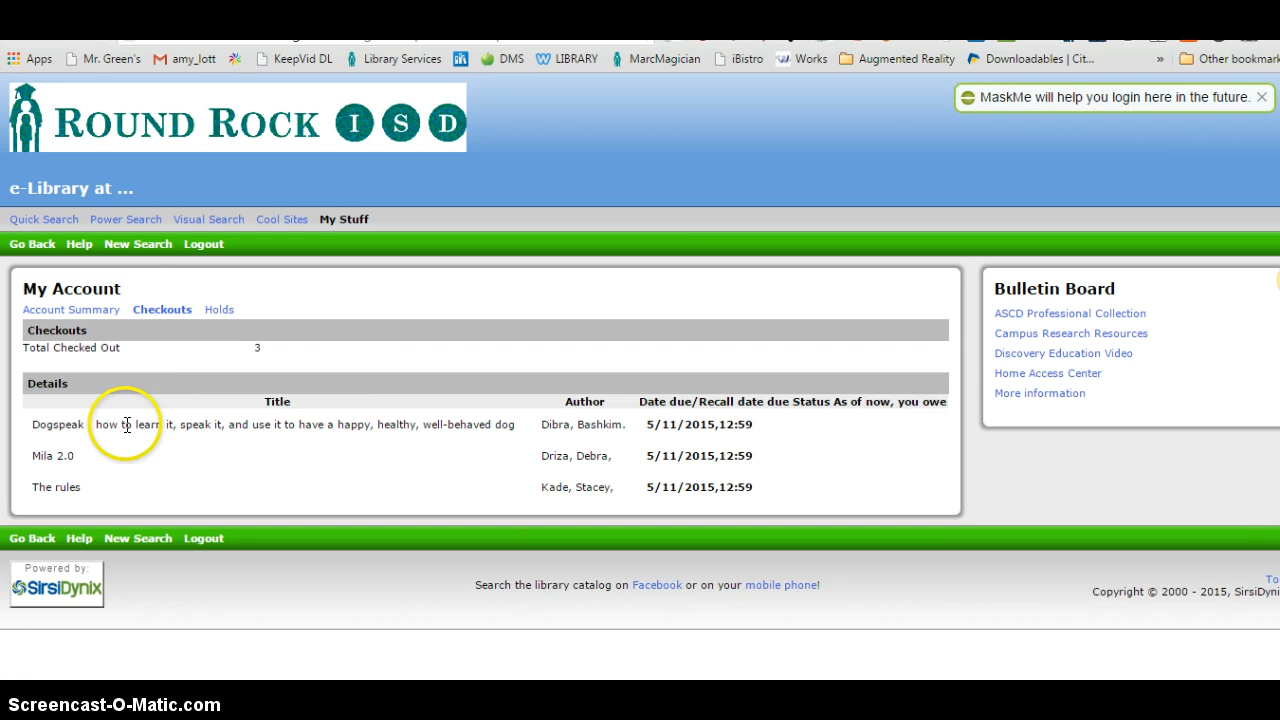 Apps Mr. Green's amy_lott KeepVid DL Library Services DMS LIBRARY MarcMagician iBistro Works Augmented Reality Downloadables | Cit... » Other bookmark
ROUND ROCK I S D
MaskMe will help you login here in the future.
e-Library at ...
Quick Search Power Search Visual Search Cool Sites My Stuff
Go Back Help New Search Logout
My Account
Account Summary Checkouts Holds
Checkouts
Total Checked Out 3
Details
Title Author Date due/Recall date due Status As of now, you owe
Dogspeak how to learn it, speak it, and use it to have a happy, healthy, well-behaved dog Dibra, Bashkim. 5/11/2015,12:59
Mila 2.0 Driza, Debra, 5/11/2015,12:59
The rules Kade, Stacey, 5/11/2015,12:59
Bulletin Board
ASCD Professional Collection
Campus Research Resources
Discovery Education Video
Home Access Center
More information
Go Back Help New Search Logout
Powered by:
SirsiDynix
Search the library catalog on Facebook or on your mobile phone!
To
Copyright © 2000 - 2015, SirsiDyni
Screencast-O-Matic.com